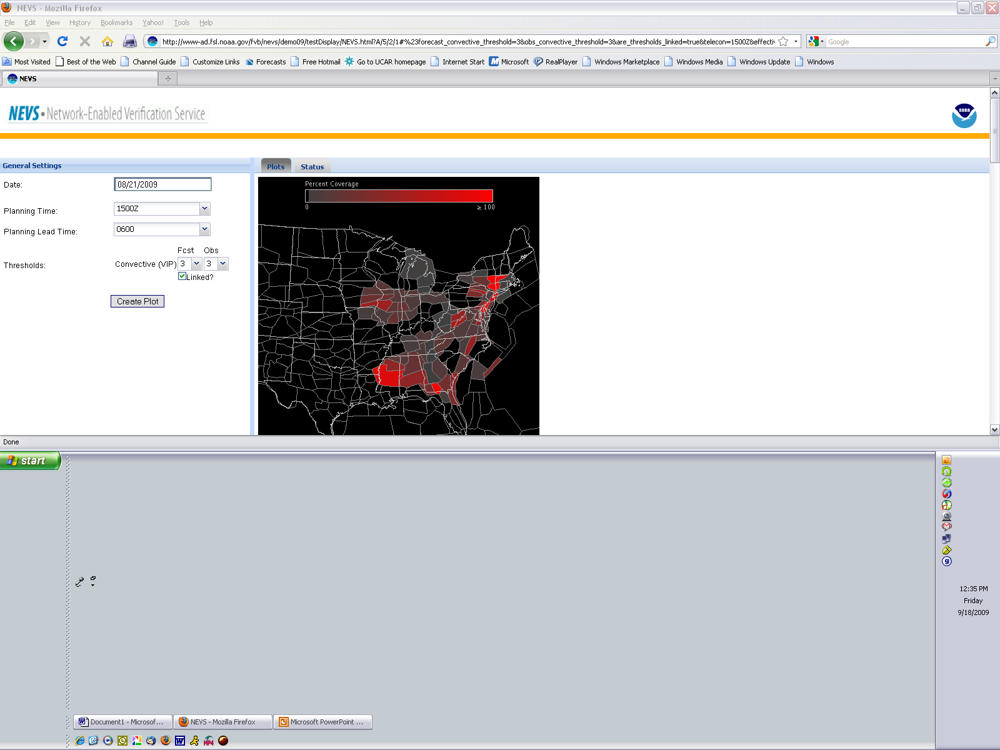 NEVS - Mozilla Firefox
File Edit View History Bookmarks Yahoo! Tools Help
http://www-ad.fsl.noaa.gov/fvb/nevs/demo09/testDisplay/NEVS.html?A/5/2/1#%23forecast_convective_threshold=3&obs_convective_threshold=3&are_thresholds_linked=true&telecon=1500Z&effecti
Google
Most Visited Best of the Web Channel Guide Customize Links Forecasts Free Hotmail Go to UCAR homepage Internet Start Microsoft RealPlayer Windows Marketplace Windows Media Windows Update Windows
FSL NEVS
NEVS • Network-Enabled Verification Service
NOAA
General Settings
Plots Status
Date: 08/21/2009
Planning Time: 1500Z
Planning Lead Time: 0600
Fcst Obs
Thresholds: Convective (VIP) 3 3
Linked?
Create Plot
Percent Coverage
0 ≥ 100
Done
start
12:35 PM
Friday
9/18/2009
Document1 - Microsof... NEVS - Mozilla Firefox Microsoft PowerPoint ...
MP4